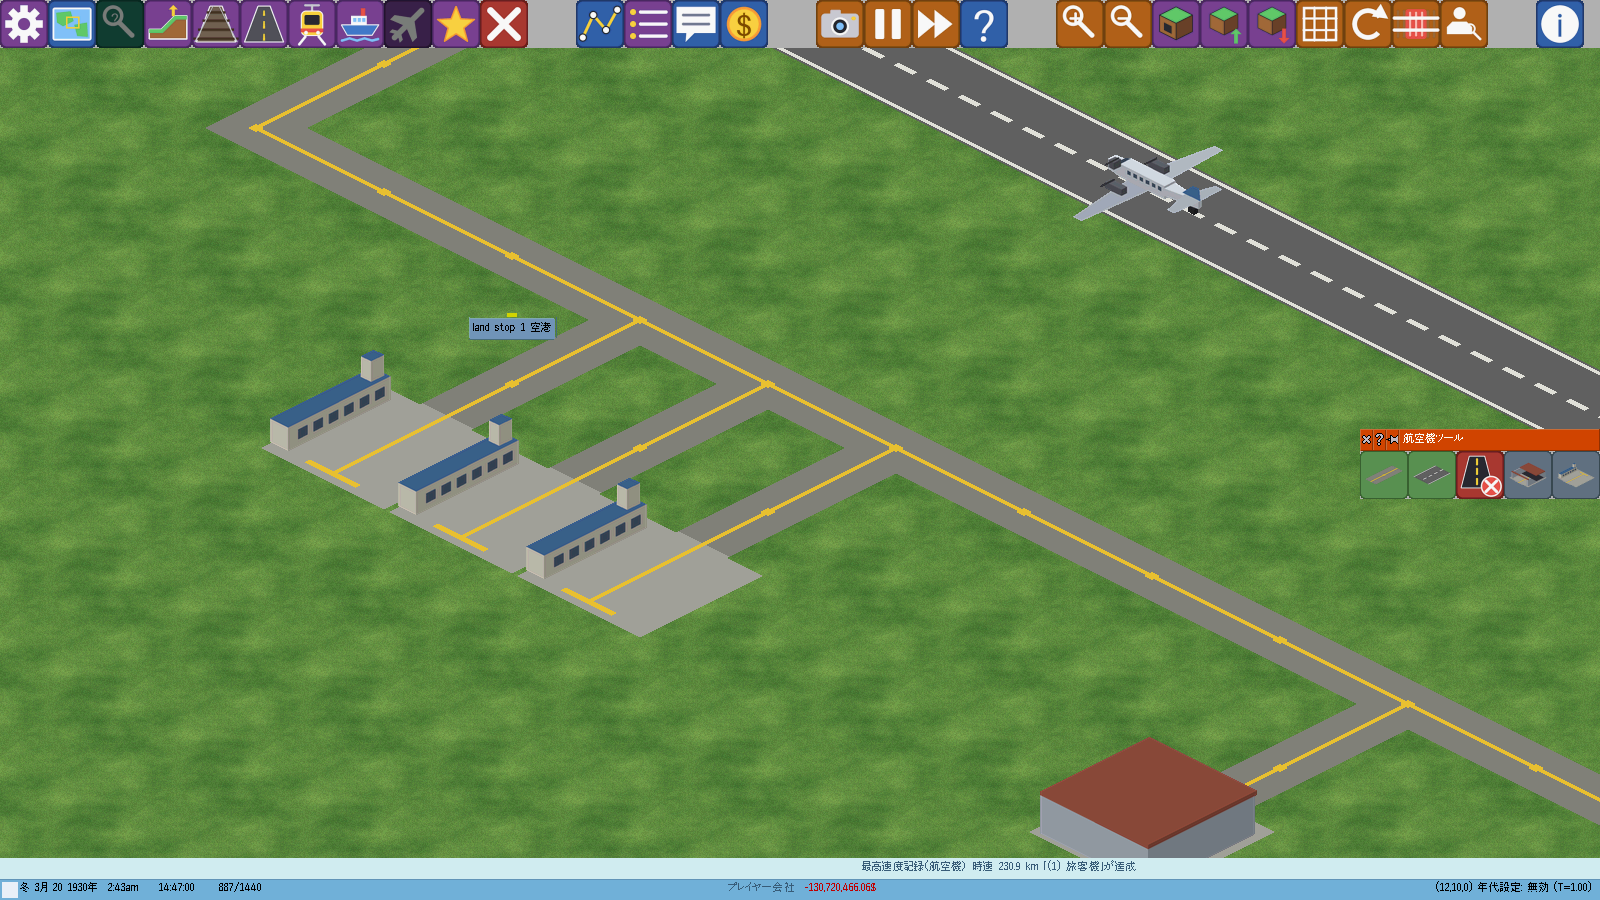 land stop 1 空港
航空機ツール
最高速度記録(航空機) 時速 230.9 km「(1) 旅客機」が達成
冬 3月 20 1930年 2:43am 14:47:00 887/1440 プレイヤー会社 -130,720,466.06$ (12,10,0) 年代設定: 無効 (T=1.00)